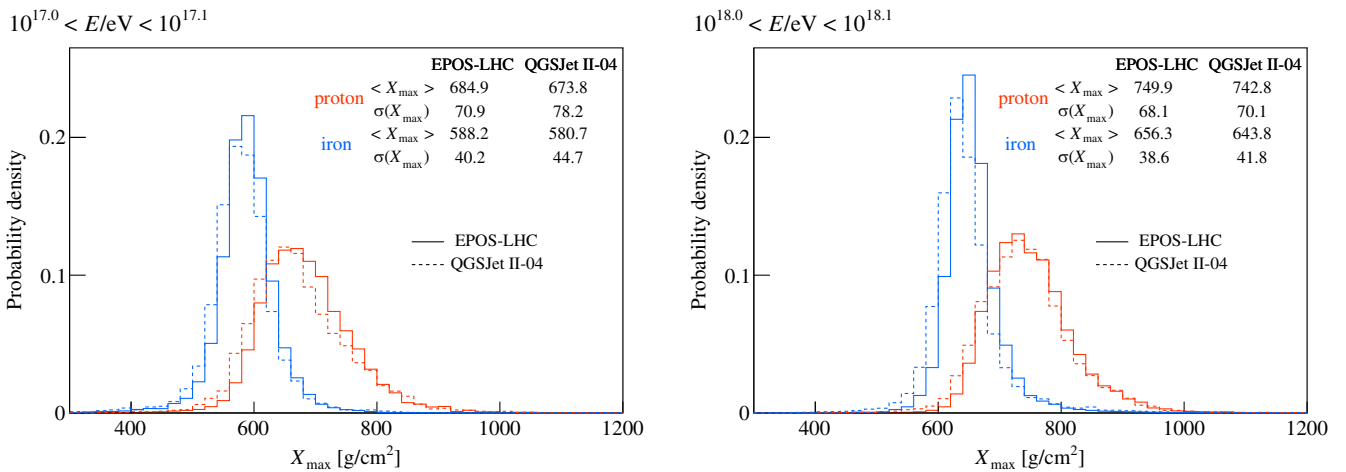 10^17.0 < E/eV < 10^17.1
EPOS-LHC QGSJet II-04
proton < X_max > 684.9 673.8
σ(X_max) 70.9 78.2
iron < X_max > 588.2 580.7
σ(X_max) 40.2 44.7
EPOS-LHC
QGSJet II-04
Probability density
0.2
0.1
0
400 600 800 1000 1200
X_max [g/cm²]
10^18.0 < E/eV < 10^18.1
EPOS-LHC QGSJet II-04
proton < X_max > 749.9 742.8
σ(X_max) 68.1 70.1
iron < X_max > 656.3 643.8
σ(X_max) 38.6 41.8
EPOS-LHC
QGSJet II-04
Probability density
0.2
0.1
0
400 600 800 1000 1200
X_max [g/cm²]